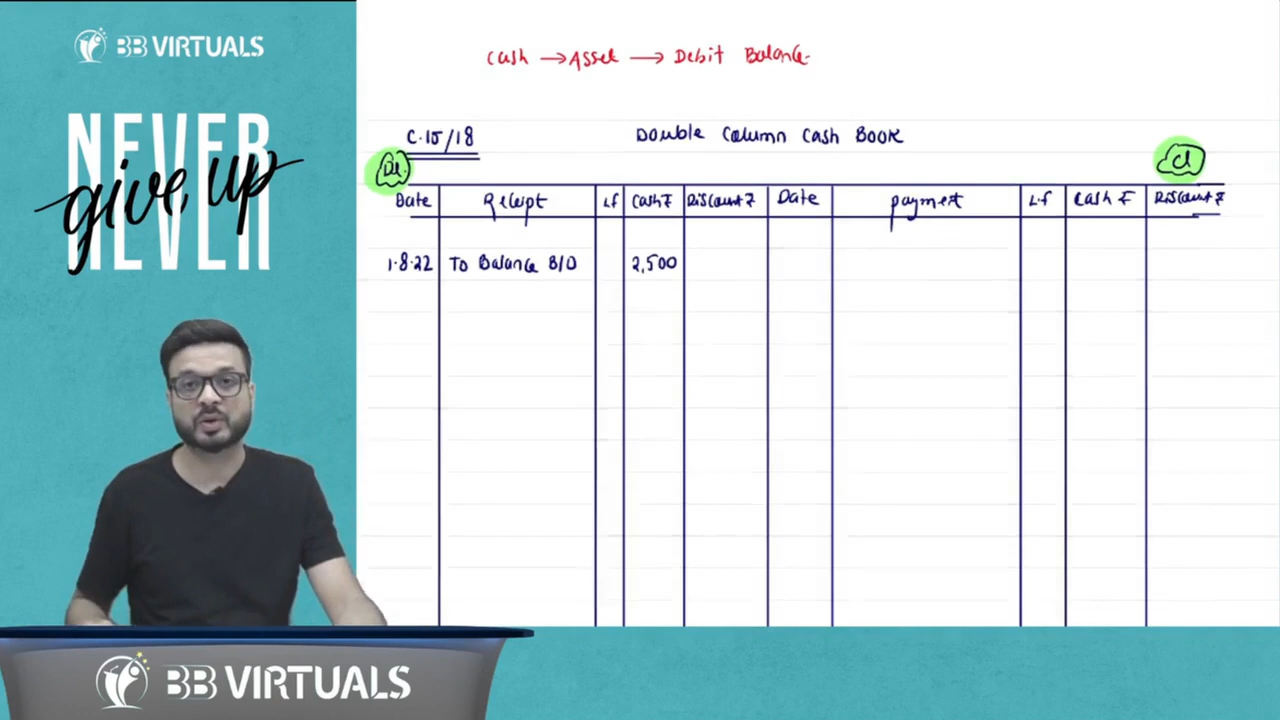 BB VIRTUALS
NEVER
give up
NEVER
Cash → Asset → Debit Balance
C.15/18
Double Column Cash Book
Dr.
Cr
Date Receipt L.f Cash ₹ Discount ₹ Date payment L.f Cash ₹ Discount ₹
1.8.22 To Balance B/D 2,500
BB VIRTUALS